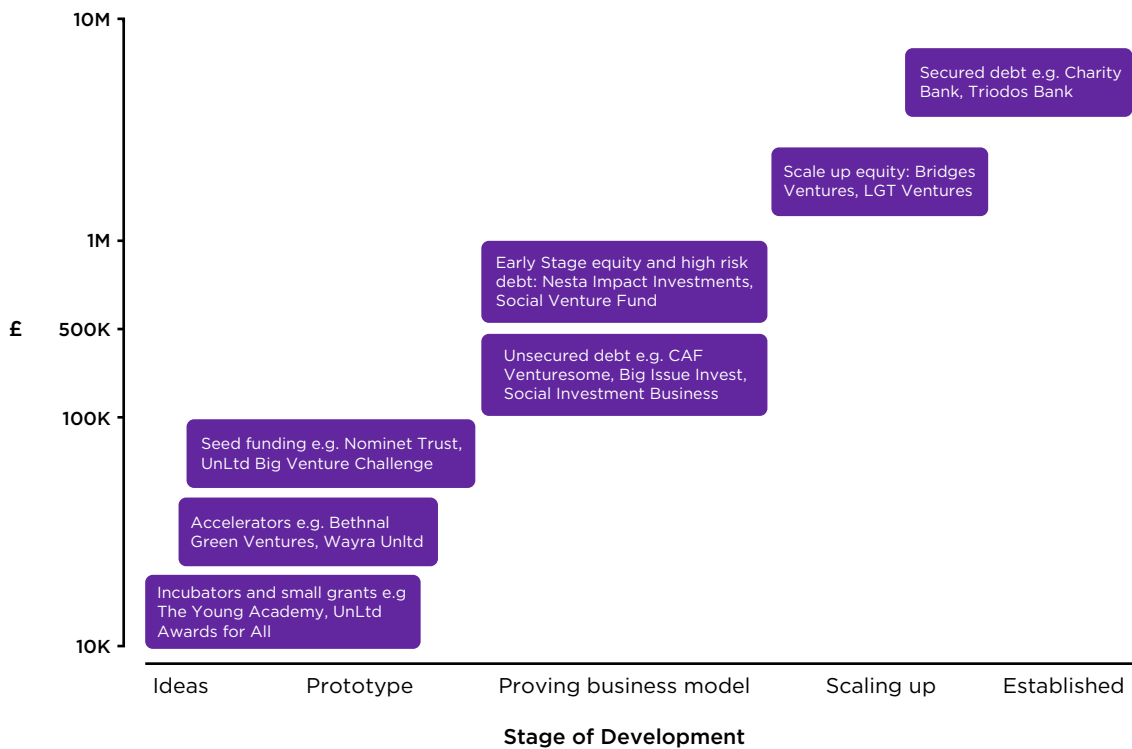 10M
Secured debt e.g. Charity
Bank, Triodos Bank
Scale up equity: Bridges
Ventures, LGT Ventures
1M
Early Stage equity and high risk
debt: Nesta Impact Investments,
Social Venture Fund
£
500K
Unsecured debt e.g. CAF
Venturesome, Big Issue Invest,
Social Investment Business
100K
Seed funding e.g. Nominet Trust,
UnLtd Big Venture Challenge
Accelerators e.g. Bethnal
Green Ventures, Wayra Unltd
Incubators and small grants e.g
The Young Academy, UnLtd
Awards for All
10K
Ideas
Prototype
Proving business model
Scaling up
Established
Stage of Development